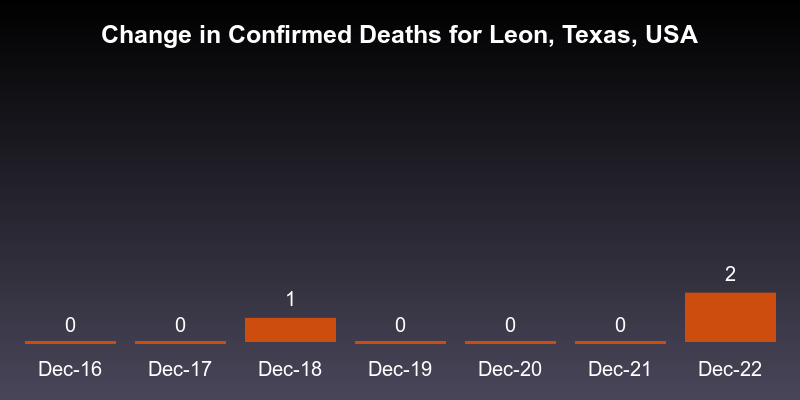 Change in Confirmed Deaths for Leon, Texas, USA
0 0 1 0 0 0 2
Dec-16 Dec-17 Dec-18 Dec-19 Dec-20 Dec-21 Dec-22